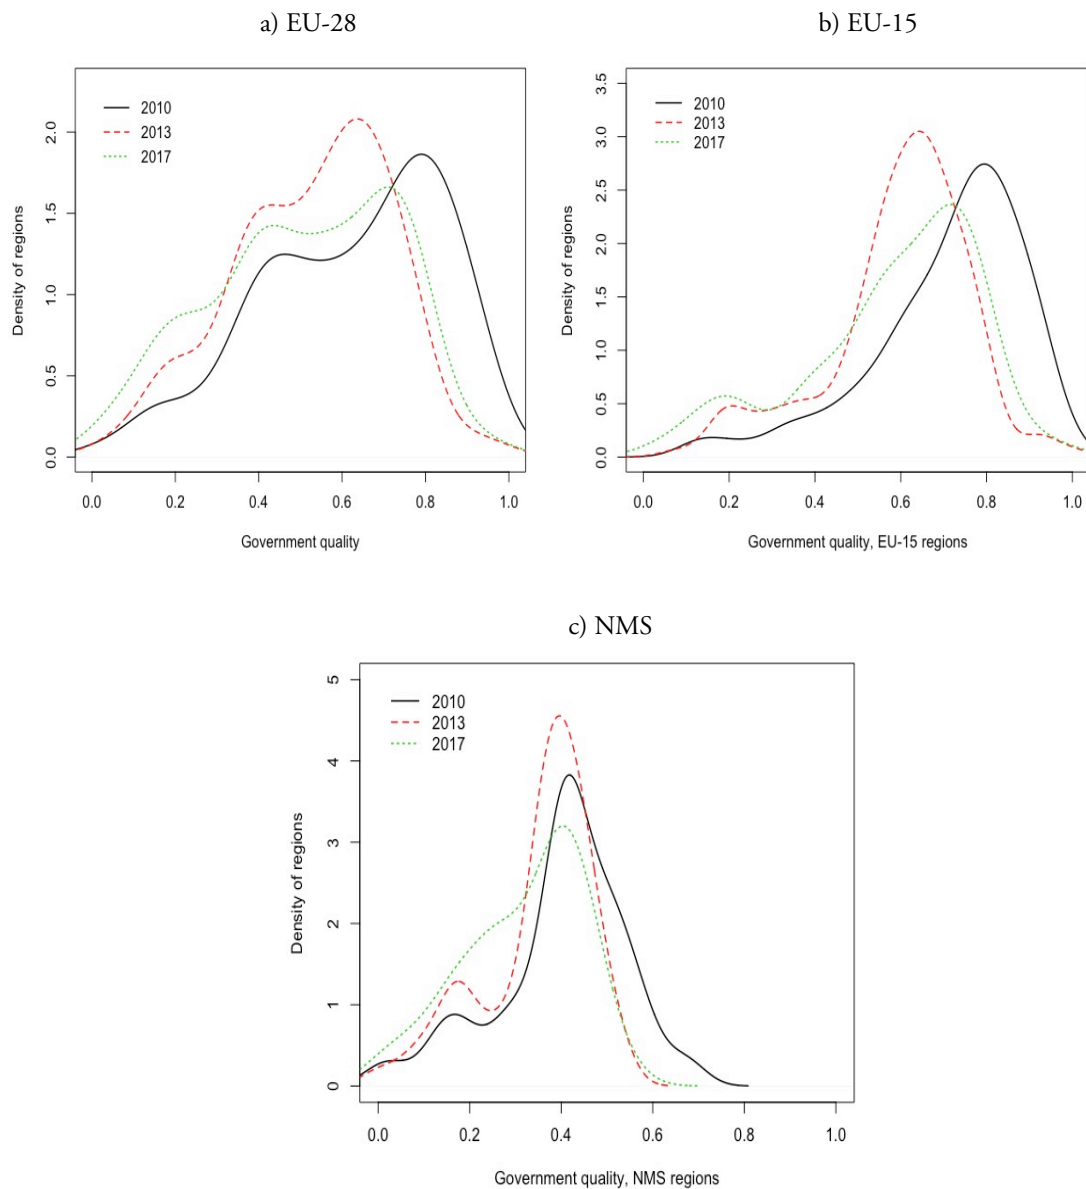 a) EU-28
2010
2013
2017
2.0
1.5
1.0
0.5
0.0
Density of regions
0.0 0.2 0.4 0.6 0.8 1.0
Government quality
b) EU-15
2010
2013
2017
3.5
3.0
2.5
2.0
1.5
1.0
0.5
0.0
Density of regions
0.0 0.2 0.4 0.6 0.8 1.0
Government quality, EU-15 regions
c) NMS
2010
2013
2017
5
4
3
2
1
0
Density of regions
0.0 0.2 0.4 0.6 0.8 1.0
Government quality, NMS regions